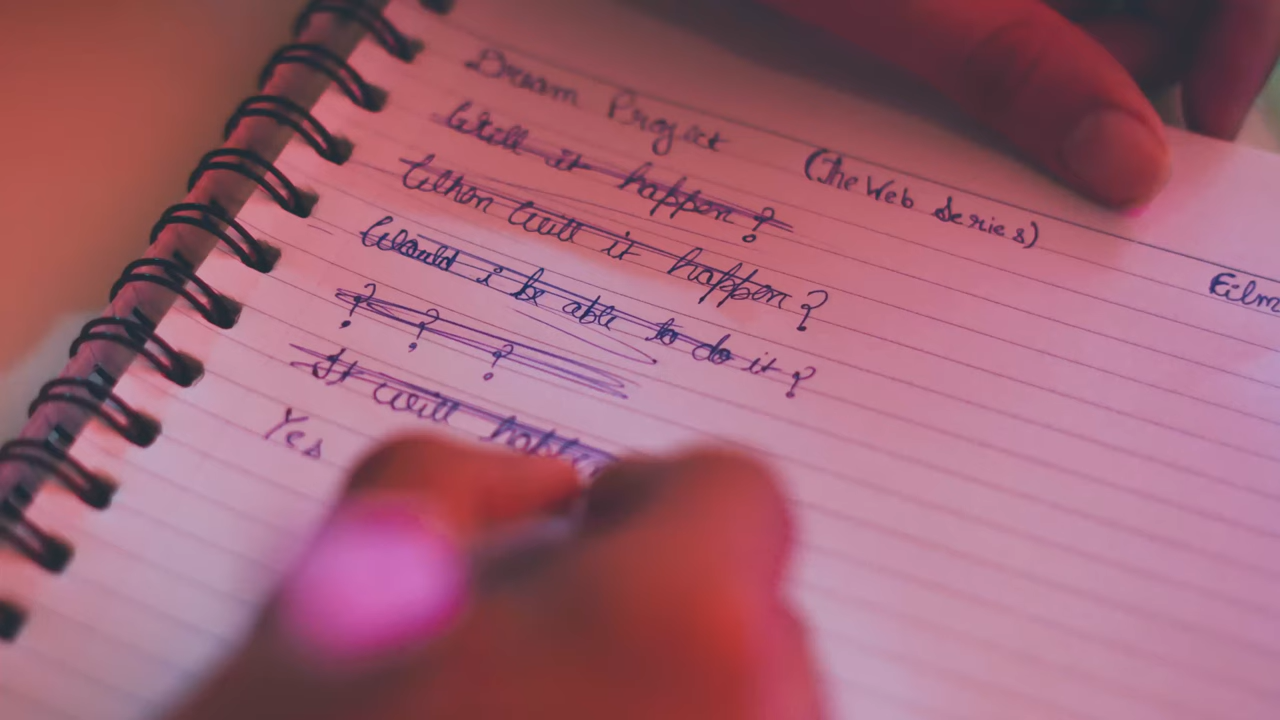 Dream Project (The Web Series)
Film
Will it happen?
When will it happen?
Would i be able to do it?
? ? ?
It will happen
Yes